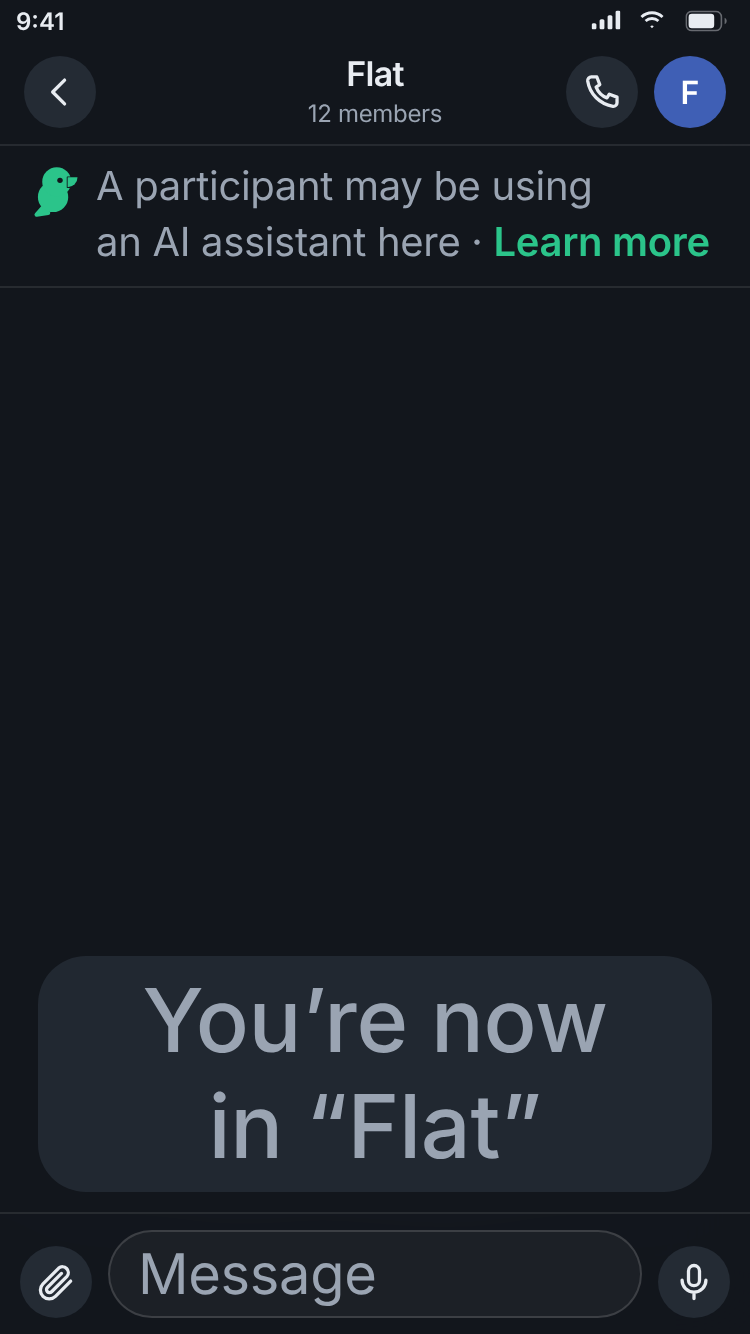 9:41
Flat
12 members
F
A participant may be using
an AI assistant here · Learn more
You’re now
in “Flat”
Message